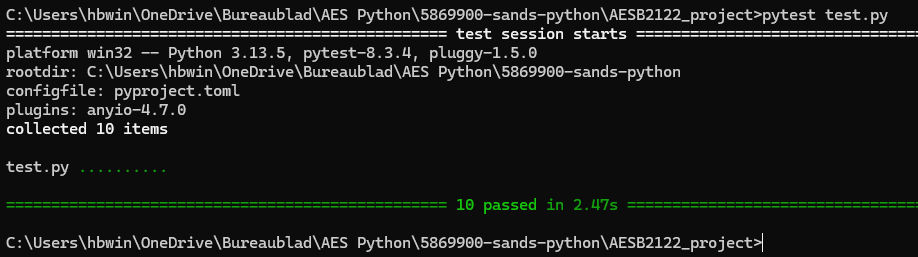 C:\Users\hbwin\OneDrive\Bureaublad\AES Python\5869900-sands-python\AESB2122_project>pytest test.py
================================================= test session starts ================================
platform win32 -- Python 3.13.5, pytest-8.3.4, pluggy-1.5.0
rootdir: C:\Users\hbwin\OneDrive\Bureaublad\AES Python\5869900-sands-python
configfile: pyproject.toml
plugins: anyio-4.7.0
collected 10 items
test.py ..........
================================================= 10 passed in 2.47s =================================
C:\Users\hbwin\OneDrive\Bureaublad\AES Python\5869900-sands-python\AESB2122_project>